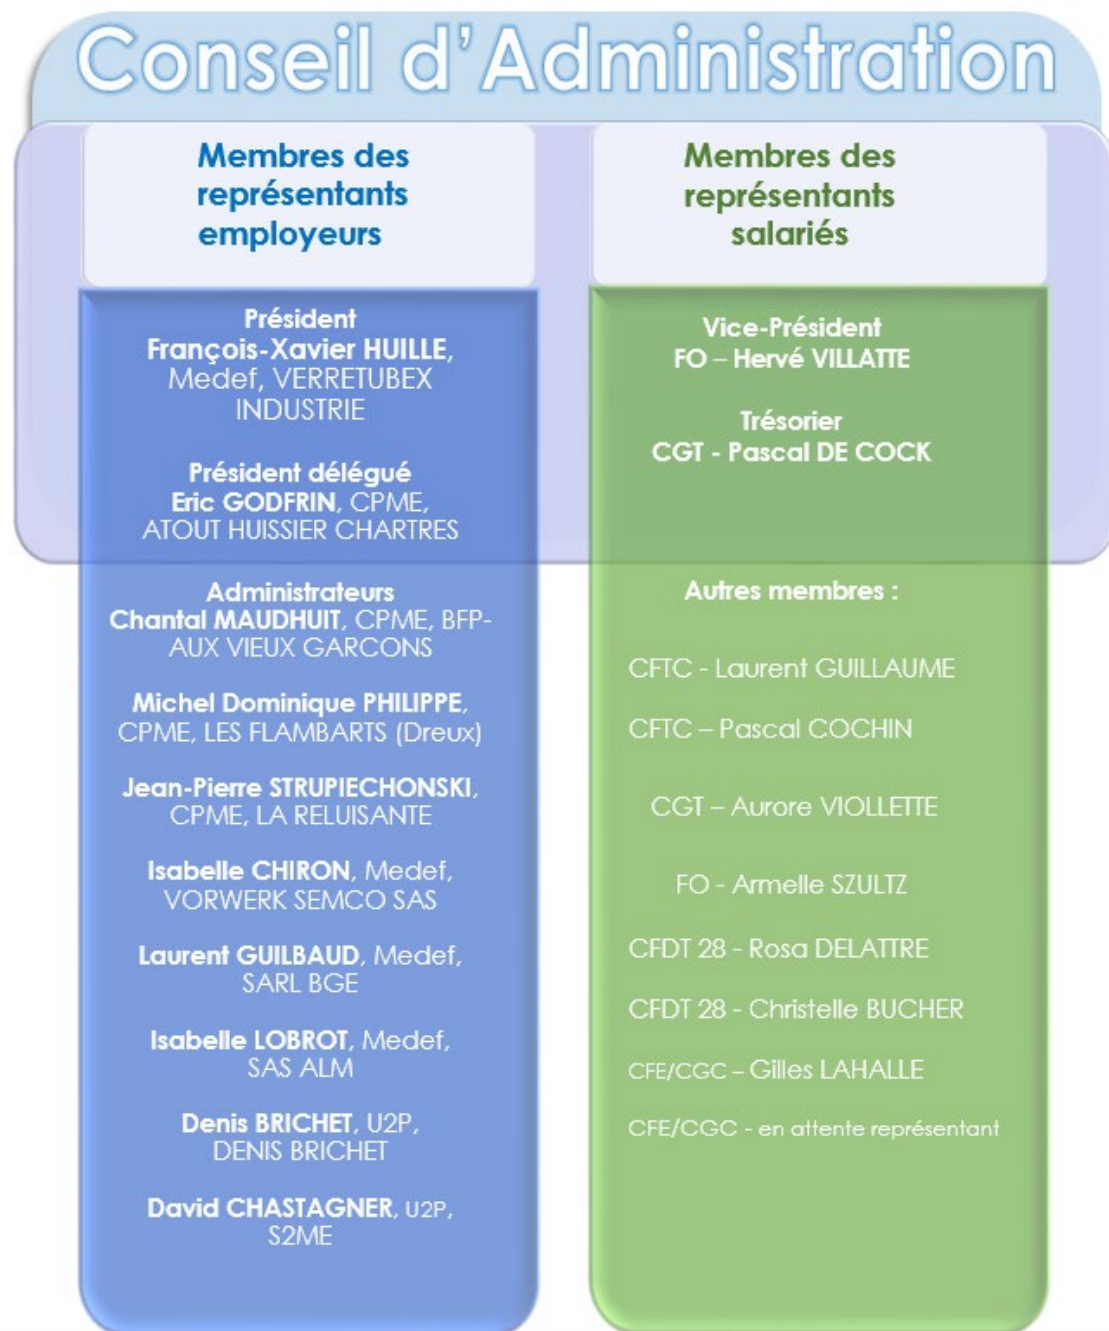 Conseil d'Administration
Membres des
représentants
employeurs
Président
François-Xavier HUILLE,
Medef, VERRETUBEX
INDUSTRIE
Président délégué
Eric GODFRIN, CPME,
ATOUT HUISSIER CHARTRES
Administrateurs
Chantal MAUDHUIT, CPME, BFP-
AUX VIEUX GARCONS
Michel Dominique PHILIPPE,
CPME, LES FLAMBARTS (Dreux)
Jean-Pierre STRUPIECHONSKI,
CPME, LA RELUISANTE
Isabelle CHIRON, Medef,
VORWERK SEMCO SAS
Laurent GUILBAUD, Medef,
SARL BGE
Isabelle LOBROT, Medef,
SAS ALM
Denis BRICHET, U2P,
DENIS BRICHET
David CHASTAGNER, U2P,
S2ME
Membres des
représentants
salariés
Vice-Président
FO – Hervé VILLATTE
Trésorier
CGT - Pascal DE COCK
Autres membres :
CFTC - Laurent GUILLAUME
CFTC – Pascal COCHIN
CGT – Aurore VIOLLETTE
FO - Armelle SZULTZ
CFDT 28 - Rosa DELATTRE
CFDT 28 - Christelle BUCHER
CFE/CGC – Gilles LAHALLE
CFE/CGC - en attente représentant